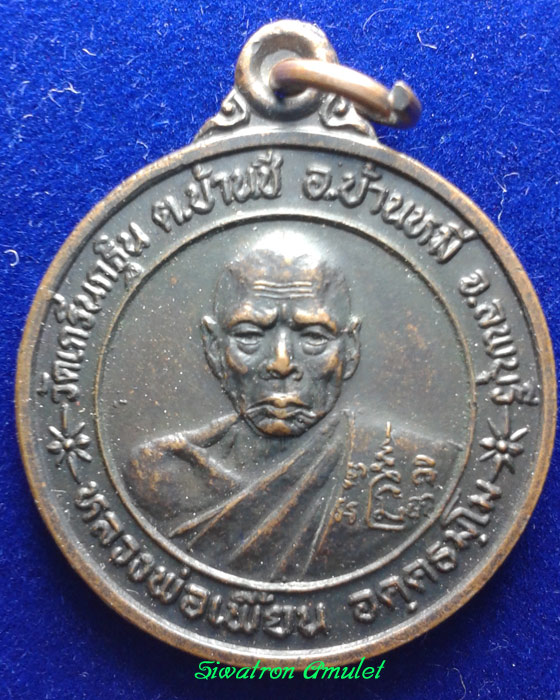 วัดเกริ่นกฐิน ต.บ้านชี อ.บ้านหมี่ จ.ลพบุรี
หลวงพ่อเพี้ยน อคฺคธมฺโม
Siwatron Amulet